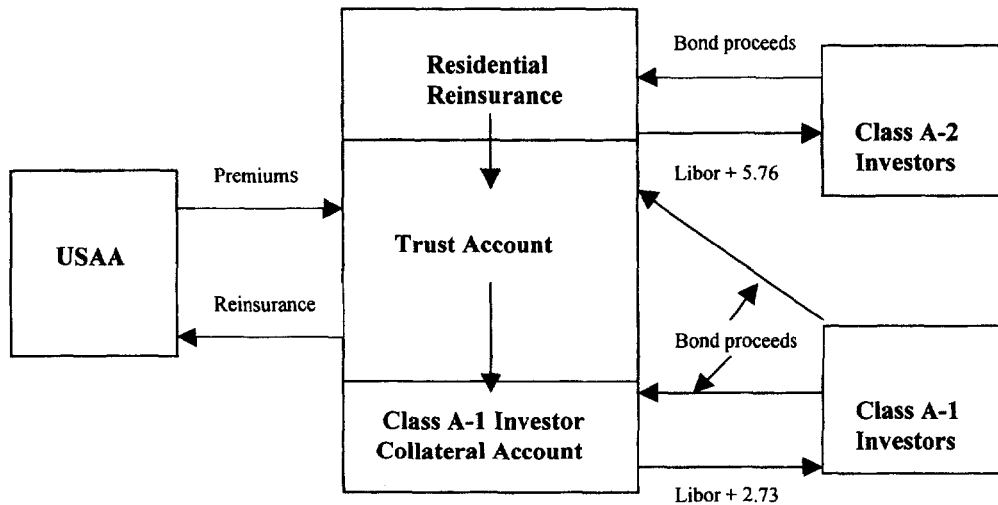 Residential
Reinsurance
Bond proceeds
Class A-2
Investors
Libor + 5.76
Premiums
USAA
Trust Account
Reinsurance
Bond proceeds
Class A-1 Investor
Collateral Account
Class A-1
Investors
Libor + 2.73